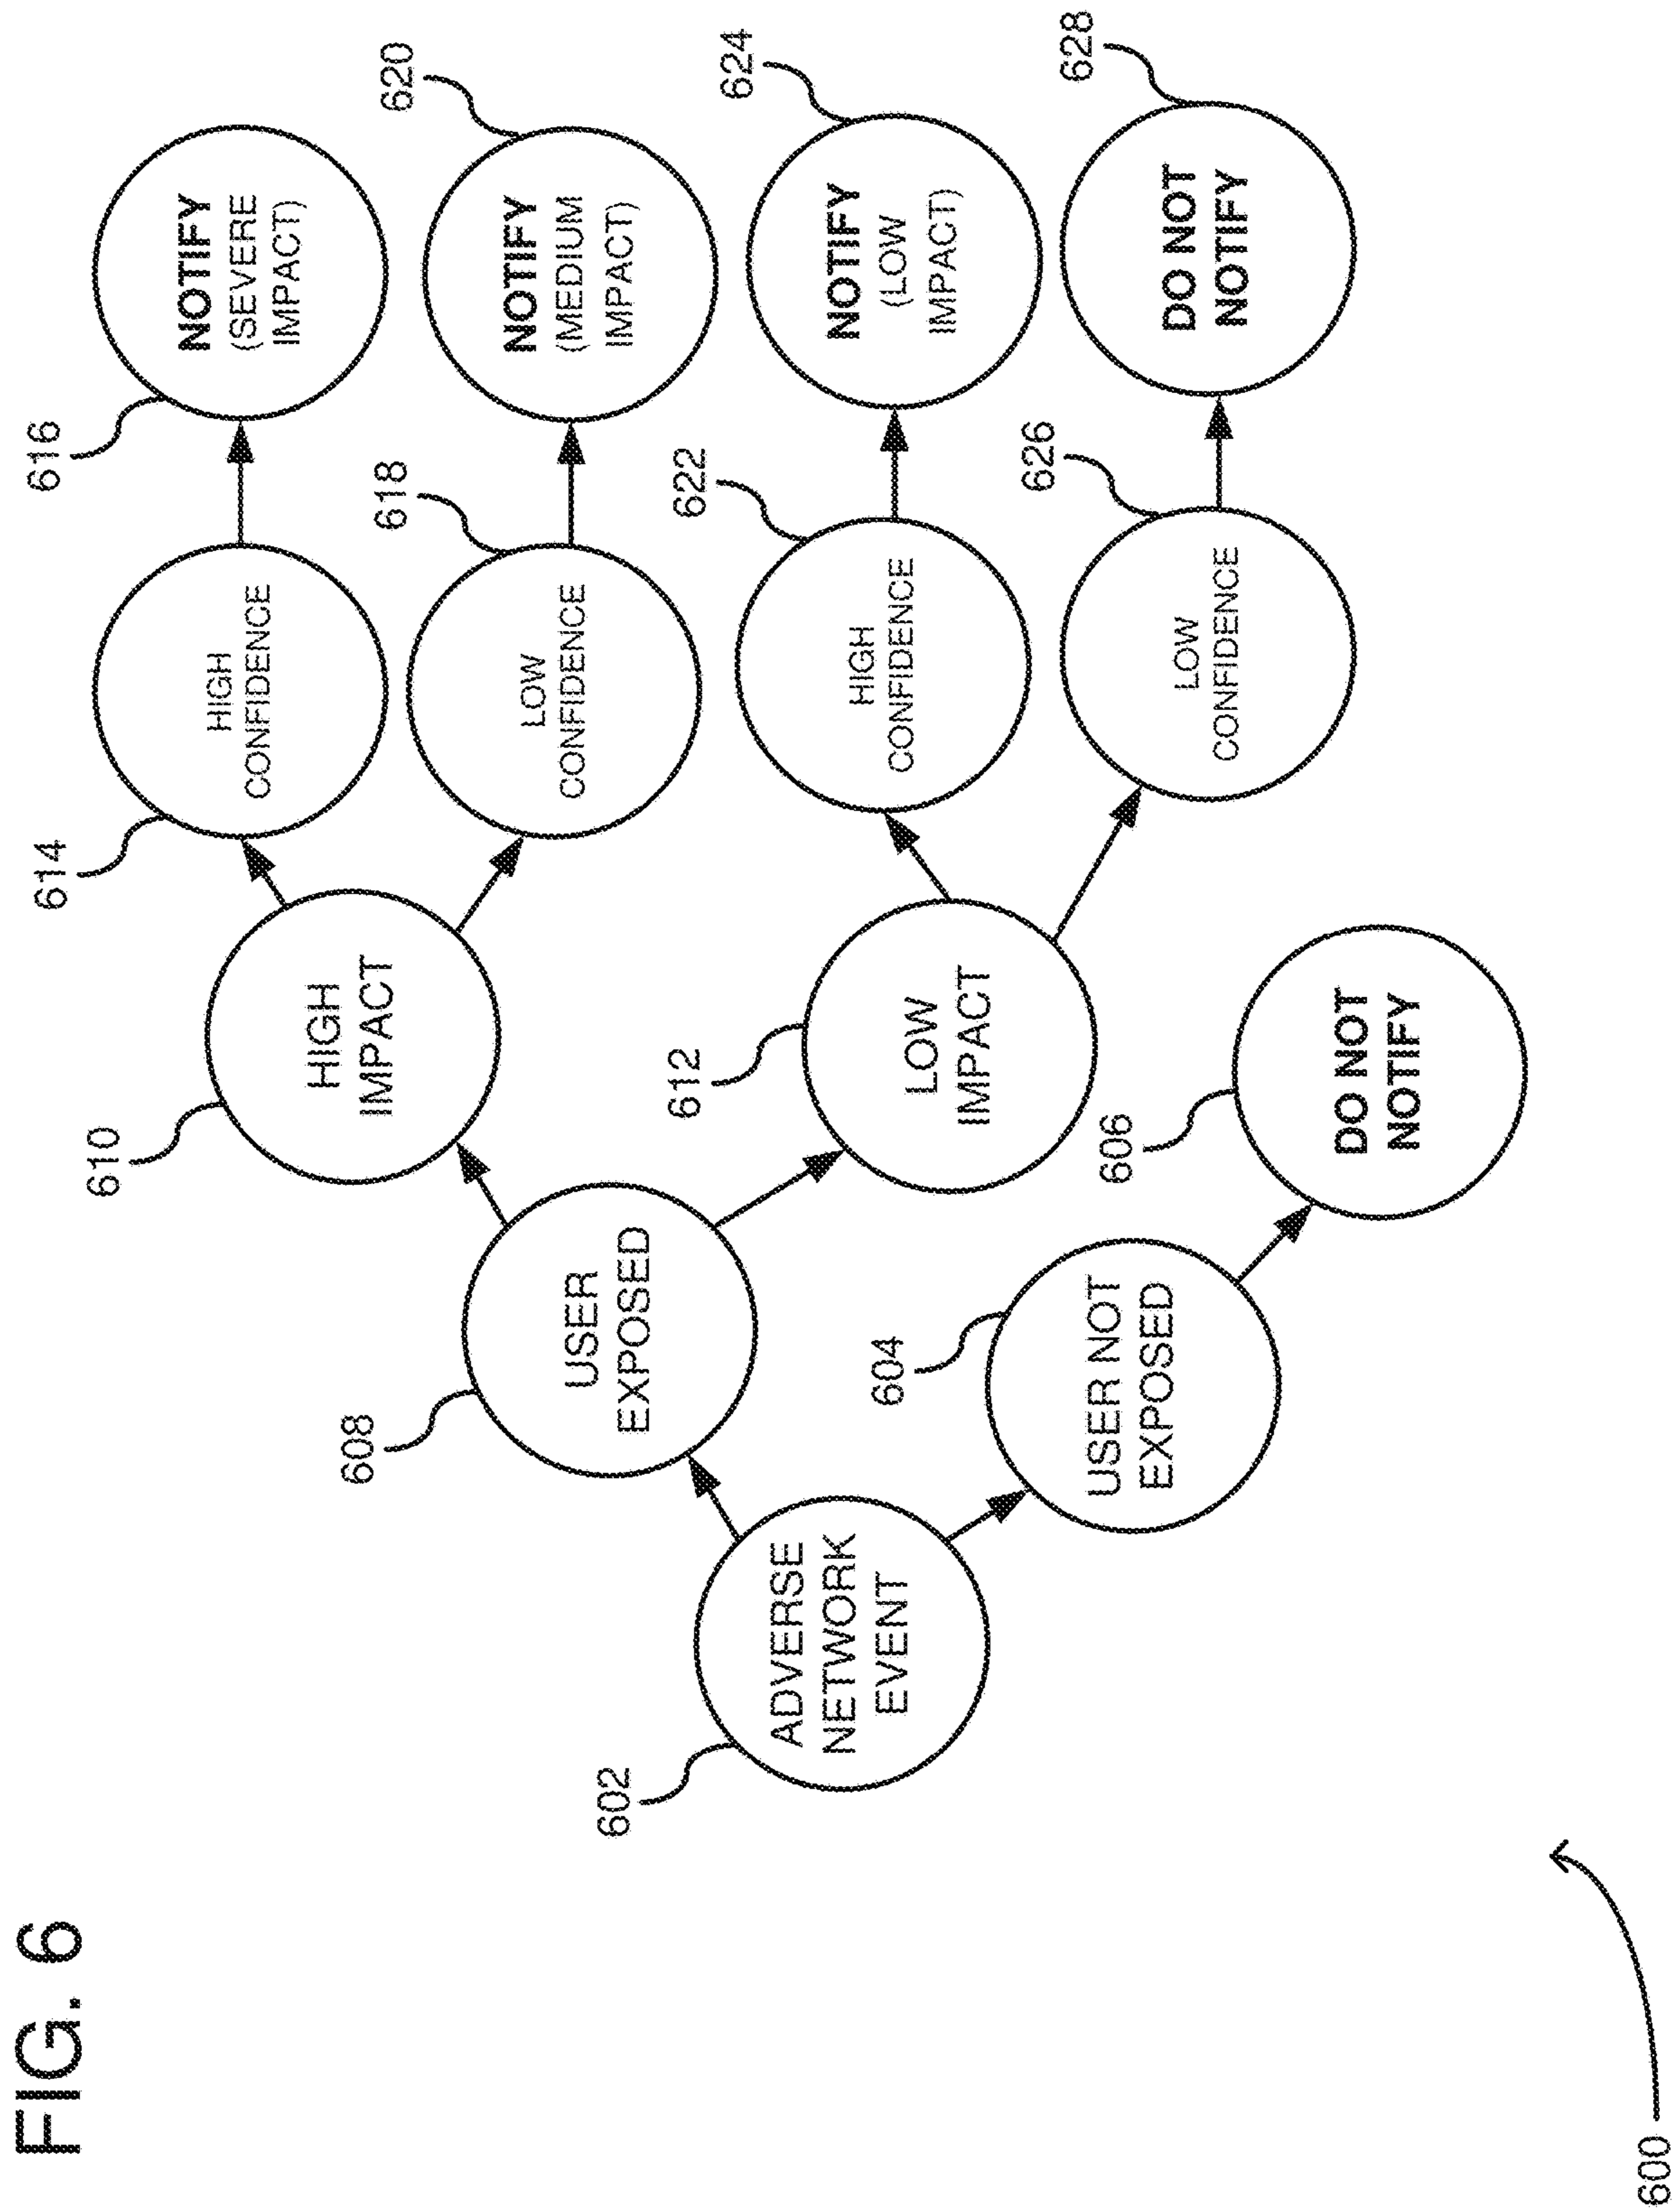 FIG. 6
600
602
ADVERSE
NETWORK
EVENT
608
USER
EXPOSED
604
USER NOT
EXPOSED
606
DO NOT
NOTIFY
610
HIGH
IMPACT
612
LOW
IMPACT
614
HIGH
CONFIDENCE
616
NOTIFY
(SEVERE
IMPACT)
618
LOW
CONFIDENCE
620
NOTIFY
(MEDIUM
IMPACT)
622
HIGH
CONFIDENCE
624
NOTIFY
(LOW
IMPACT)
626
LOW
CONFIDENCE
628
DO NOT
NOTIFY